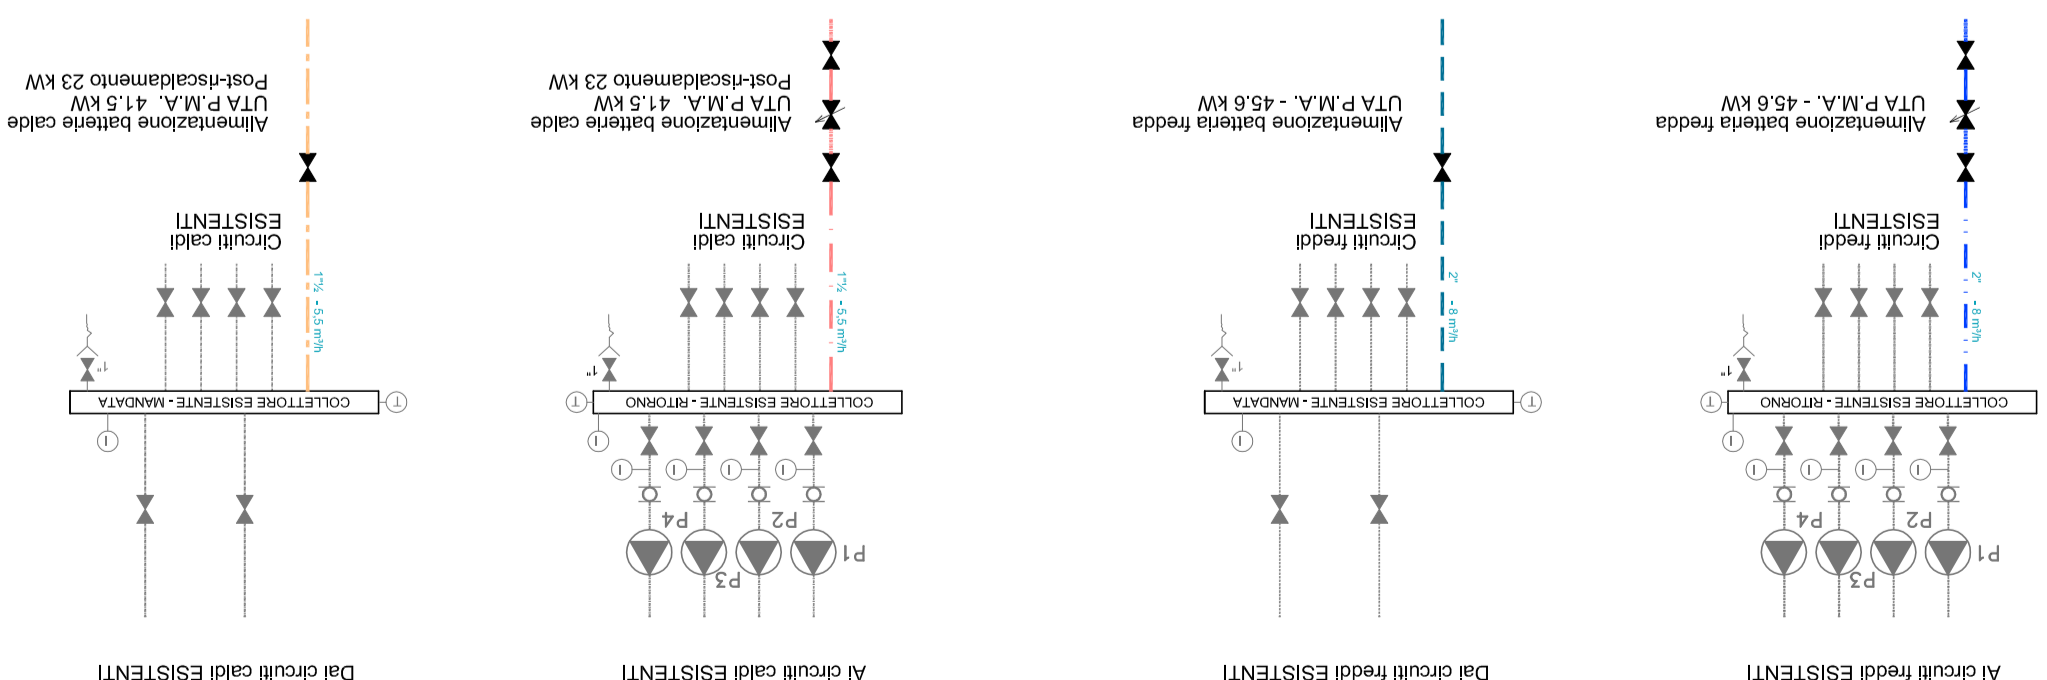 Ai circuiti freddi ESISTENTI
P1
P3
P2
P4
I
I
I
I
I
COLLETTORE ESISTENTE - RITORNO
T
1"
2" - 8 m³/h
Circuiti freddi
ESISTENTI
Alimentazione batteria fredda
UTA P.M.A. - 45.6 kW
Dai circuiti freddi ESISTENTI
I
T
COLLETTORE ESISTENTE - MANDATA
1"
2" - 8 m³/h
Circuiti freddi
ESISTENTI
Alimentazione batteria fredda
UTA P.M.A. - 45.6 kW
Ai circuiti caldi ESISTENTI
P1
P3
P2
P4
I
I
I
I
I
COLLETTORE ESISTENTE - RITORNO
T
1"
1"½ - 5,5 m³/h
Circuiti caldi
ESISTENTI
Alimentazione batterie calde
UTA P.M.A. 41.5 kW
Post-riscaldamento 23 kW
Dai circuiti caldi ESISTENTI
I
T
COLLETTORE ESISTENTE - MANDATA
1"
1"½ - 5,5 m³/h
Circuiti caldi
ESISTENTI
Alimentazione batterie calde
UTA P.M.A. 41.5 kW
Post-riscaldamento 23 kW